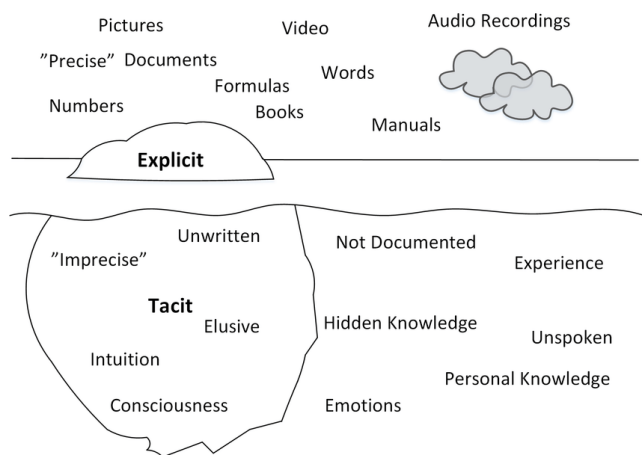 Pictures
Video
Audio Recordings
”Precise” Documents
Words
Formulas
Numbers
Books
Manuals
Explicit
Unwritten
Not Documented
”Imprecise”
Experience
Tacit
Elusive
Hidden Knowledge
Unspoken
Intuition
Personal Knowledge
Consciousness
Emotions